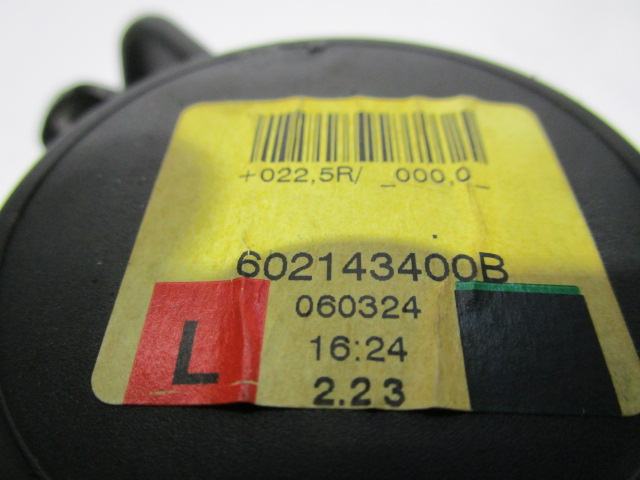 +022,5R/ _000,0_
602143400B
060324
L
16:24
2.23